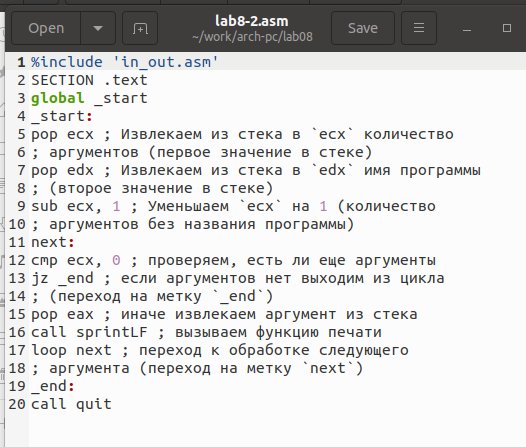 Open
lab8-2.asm
~/work/arch-pc/lab08
Save
1 %include 'in_out.asm'
2 SECTION .text
3 global _start
4 _start:
5 pop ecx ; Извлекаем из стека в `ecx` количество
6 ; аргументов (первое значение в стеке)
7 pop edx ; Извлекаем из стека в `edx` имя программы
8 ; (второе значение в стеке)
9 sub ecx, 1 ; Уменьшаем `ecx` на 1 (количество
10 ; аргументов без названия программы)
11 next:
12 cmp ecx, 0 ; проверяем, есть ли еще аргументы
13 jz _end ; если аргументов нет выходим из цикла
14 ; (переход на метку `_end`)
15 pop eax ; иначе извлекаем аргумент из стека
16 call sprintLF ; вызываем функцию печати
17 loop next ; переход к обработке следующего
18 ; аргумента (переход на метку `next`)
19 _end:
20 call quit